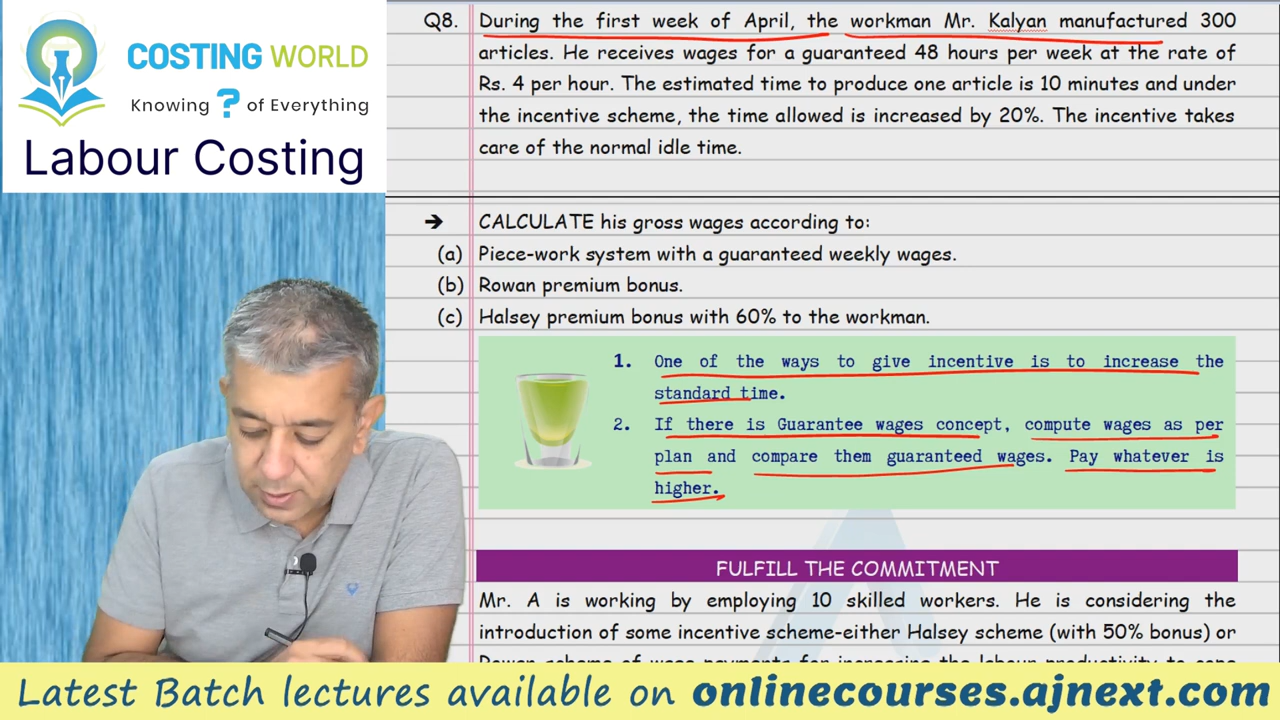 COSTING WORLD
Knowing ? of Everything
Labour Costing
Q8. During the first week of April, the workman Mr. Kalyan manufactured 300
articles. He receives wages for a guaranteed 48 hours per week at the rate of
Rs. 4 per hour. The estimated time to produce one article is 10 minutes and under
the incentive scheme, the time allowed is increased by 20%. The incentive takes
care of the normal idle time.
➔ CALCULATE his gross wages according to:
(a) Piece-work system with a guaranteed weekly wages.
(b) Rowan premium bonus.
(c) Halsey premium bonus with 60% to the workman.
1. One of the ways to give incentive is to increase the
standard time.
2. If there is Guarantee wages concept, compute wages as per
plan and compare them guaranteed wages. Pay whatever is
higher.
FULFILL THE COMMITMENT
Mr. A is working by employing 10 skilled workers. He is considering the
introduction of some incentive scheme-either Halsey scheme (with 50% bonus) or
Latest Batch lectures available on onlinecourses.ajnext.com